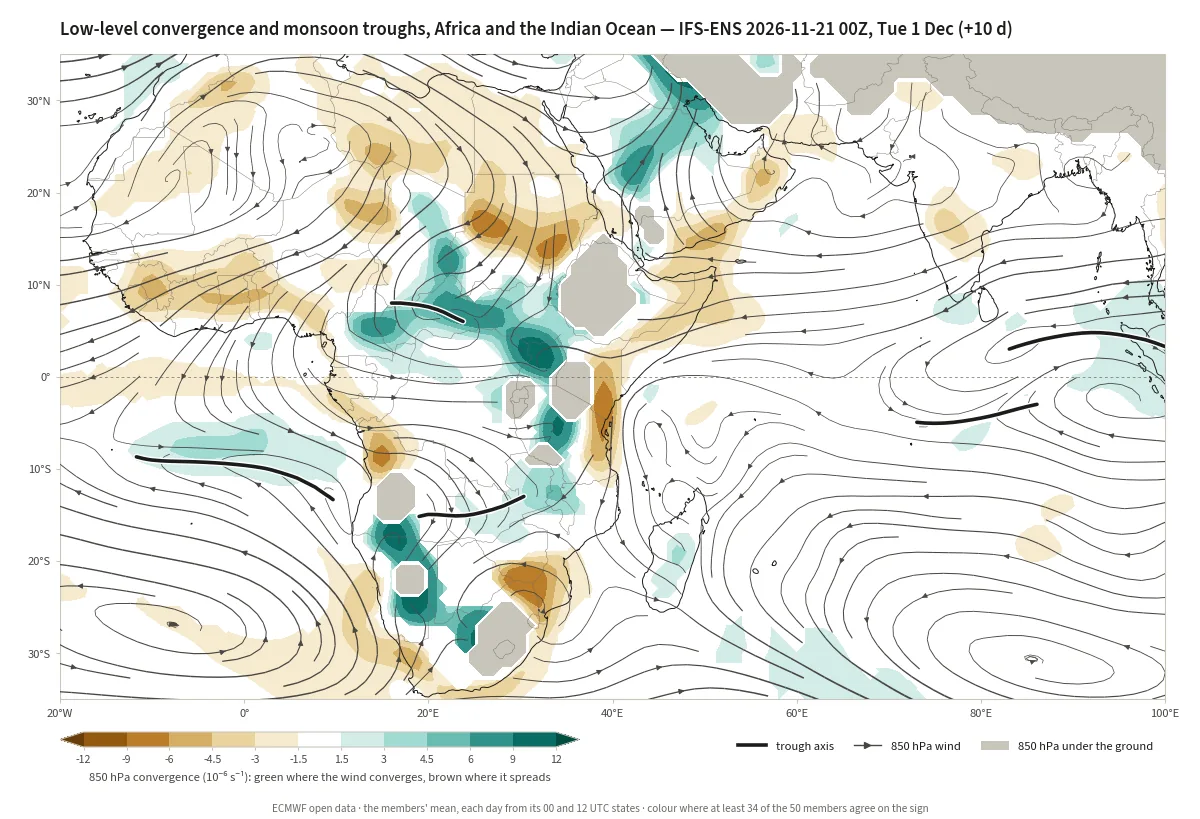 Low-level convergence and monsoon troughs, Africa and the Indian Ocean — IFS-ENS 2026-11-21 00Z, Tue 1 Dec (+10 d)
30°N
20°N
10°N
0°
10°S
20°S
30°S
20°W 0° 20°E 40°E 60°E 80°E 100°E
-12 -9 -6 -4.5 -3 -1.5 1.5 3 4.5 6 9 12
850 hPa convergence (10⁻⁶ s⁻¹): green where the wind converges, brown where it spreads
trough axis 850 hPa wind 850 hPa under the ground
ECMWF open data · the members' mean, each day from its 00 and 12 UTC states · colour where at least 34 of the 50 members agree on the sign